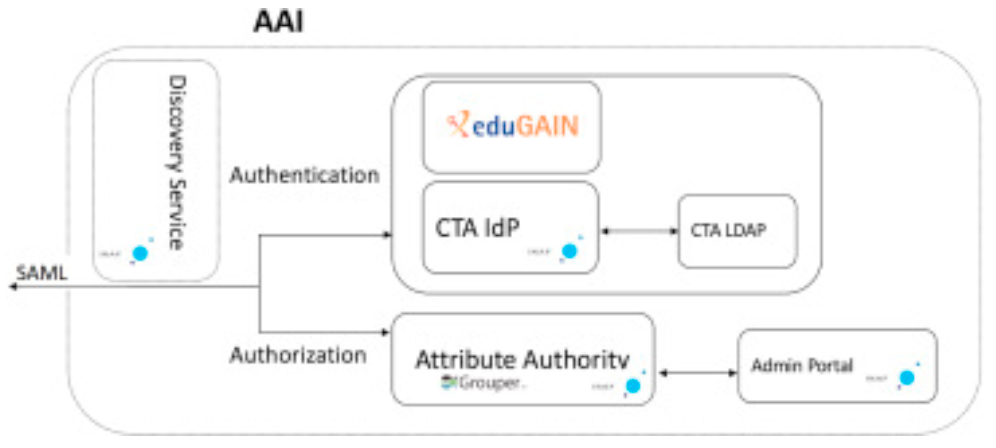 AAI
Discovery Service
eduGAIN
Authentication
CTA IdP
CTA LDAP
SAML
Authorization
Attribute Authority
Grouper
Admin Portal